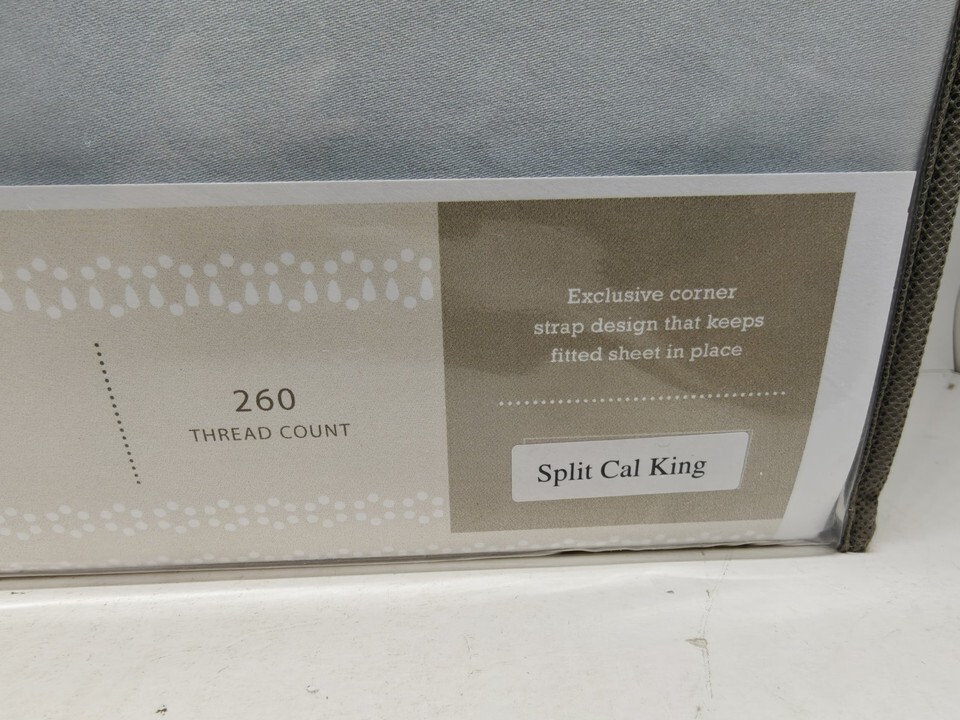 260
THREAD COUNT
Exclusive corner
strap design that keeps
fitted sheet in place
Split Cal King